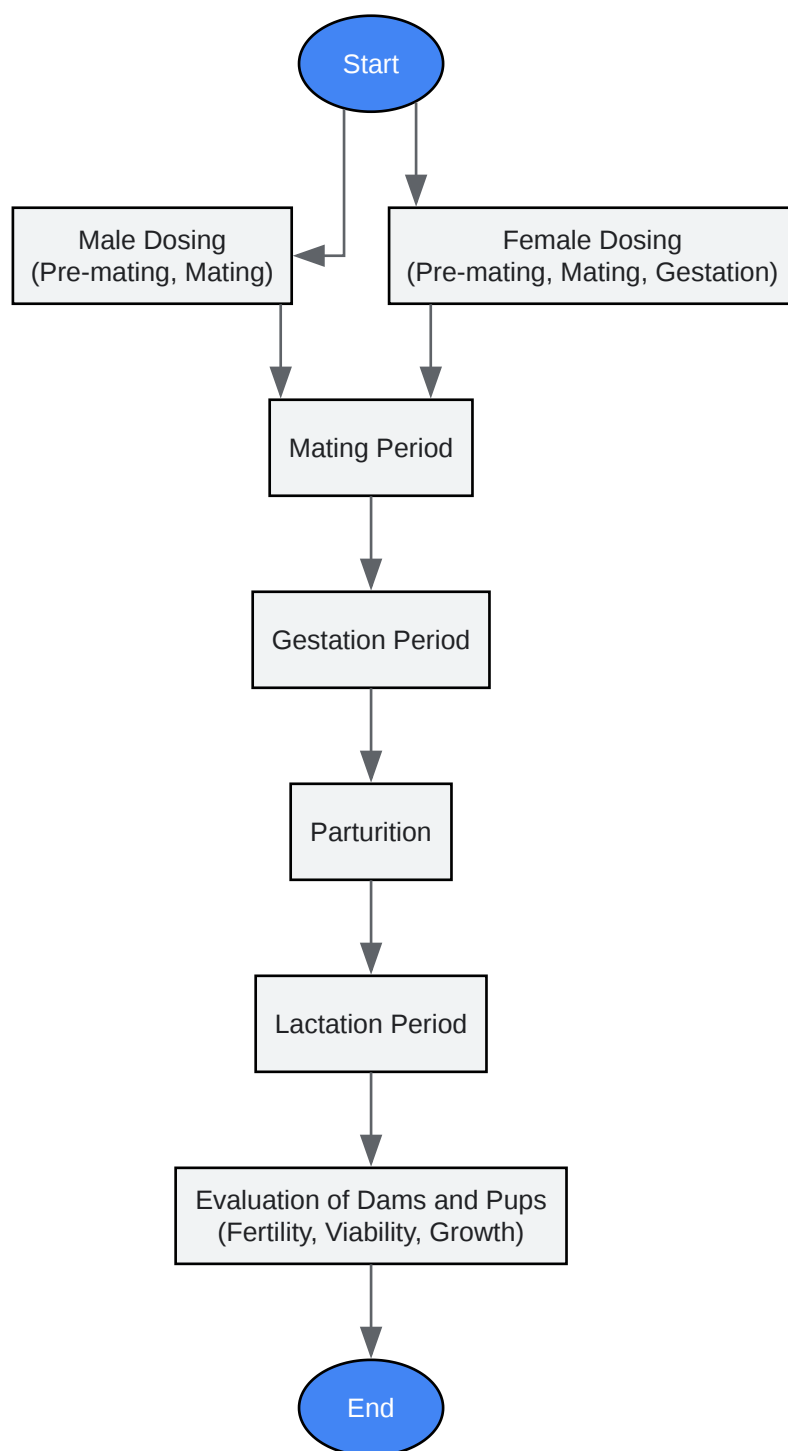 Start
Male Dosing
(Pre-mating, Mating)
Female Dosing
(Pre-mating, Mating, Gestation)
Mating Period
Gestation Period
Parturition
Lactation Period
Evaluation of Dams and Pups
(Fertility, Viability, Growth)
End